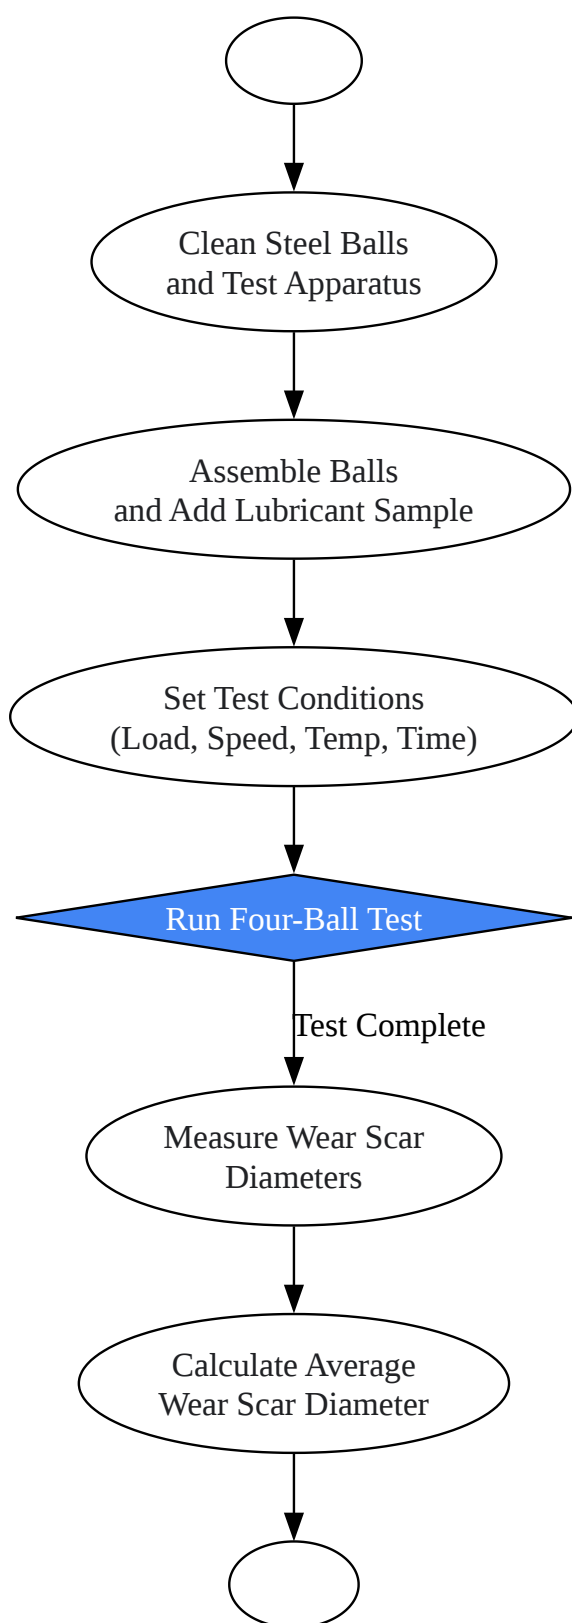 Clean Steel Balls
and Test Apparatus
Assemble Balls
and Add Lubricant Sample
Set Test Conditions
(Load, Speed, Temp, Time)
Run Four-Ball Test
Test Complete
Measure Wear Scar
Diameters
Calculate Average
Wear Scar Diameter